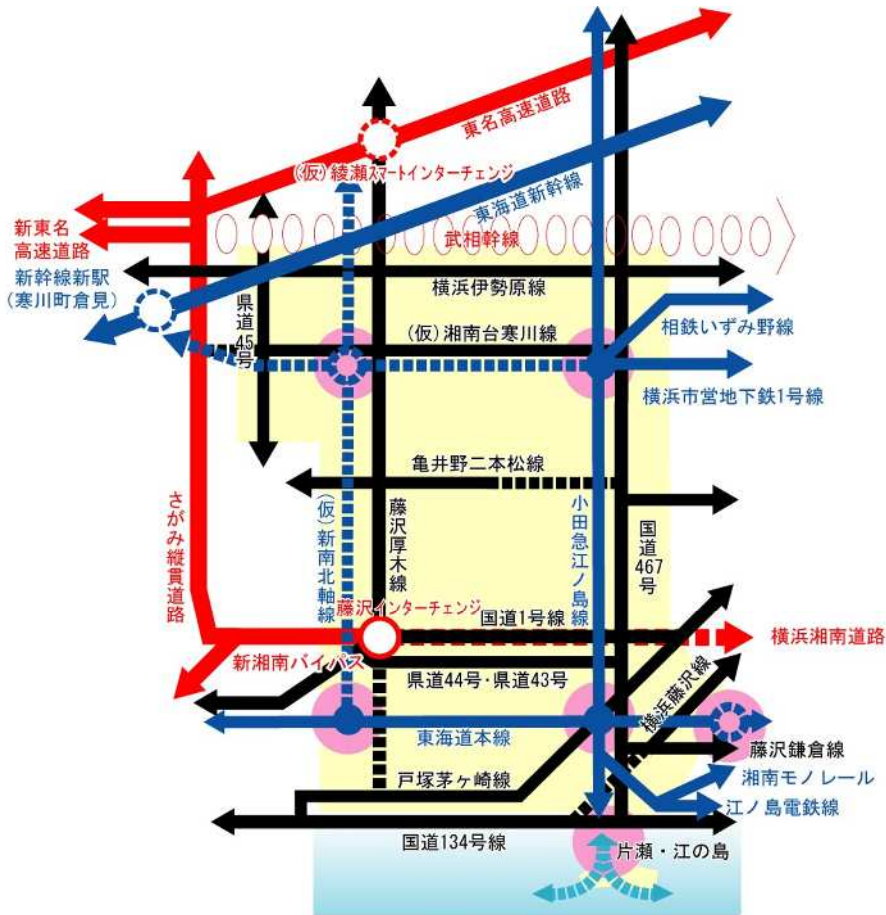 東名高速道路
(仮)綾瀬スマートインターチェンジ
東海道新幹線
新東名
高速道路
武相幹線
新幹線新駅
(寒川町倉見)
横浜伊勢原線
県道
45
号
(仮)湘南台寒川線
相鉄いずみ野線
横浜市営地下鉄1号線
亀井野二本松線
さがみ縦貫道路
(仮)新南北軸線
藤沢厚木線
小田急江ノ島線
国道
467
号
藤沢インターチェンジ
国道1号線
横浜湘南道路
新湘南バイパス
県道44号・県道43号
横浜藤沢線
東海道本線
藤沢鎌倉線
戸塚茅ヶ崎線
湘南モノレール
江ノ島電鉄線
国道134号線
片瀬・江の島